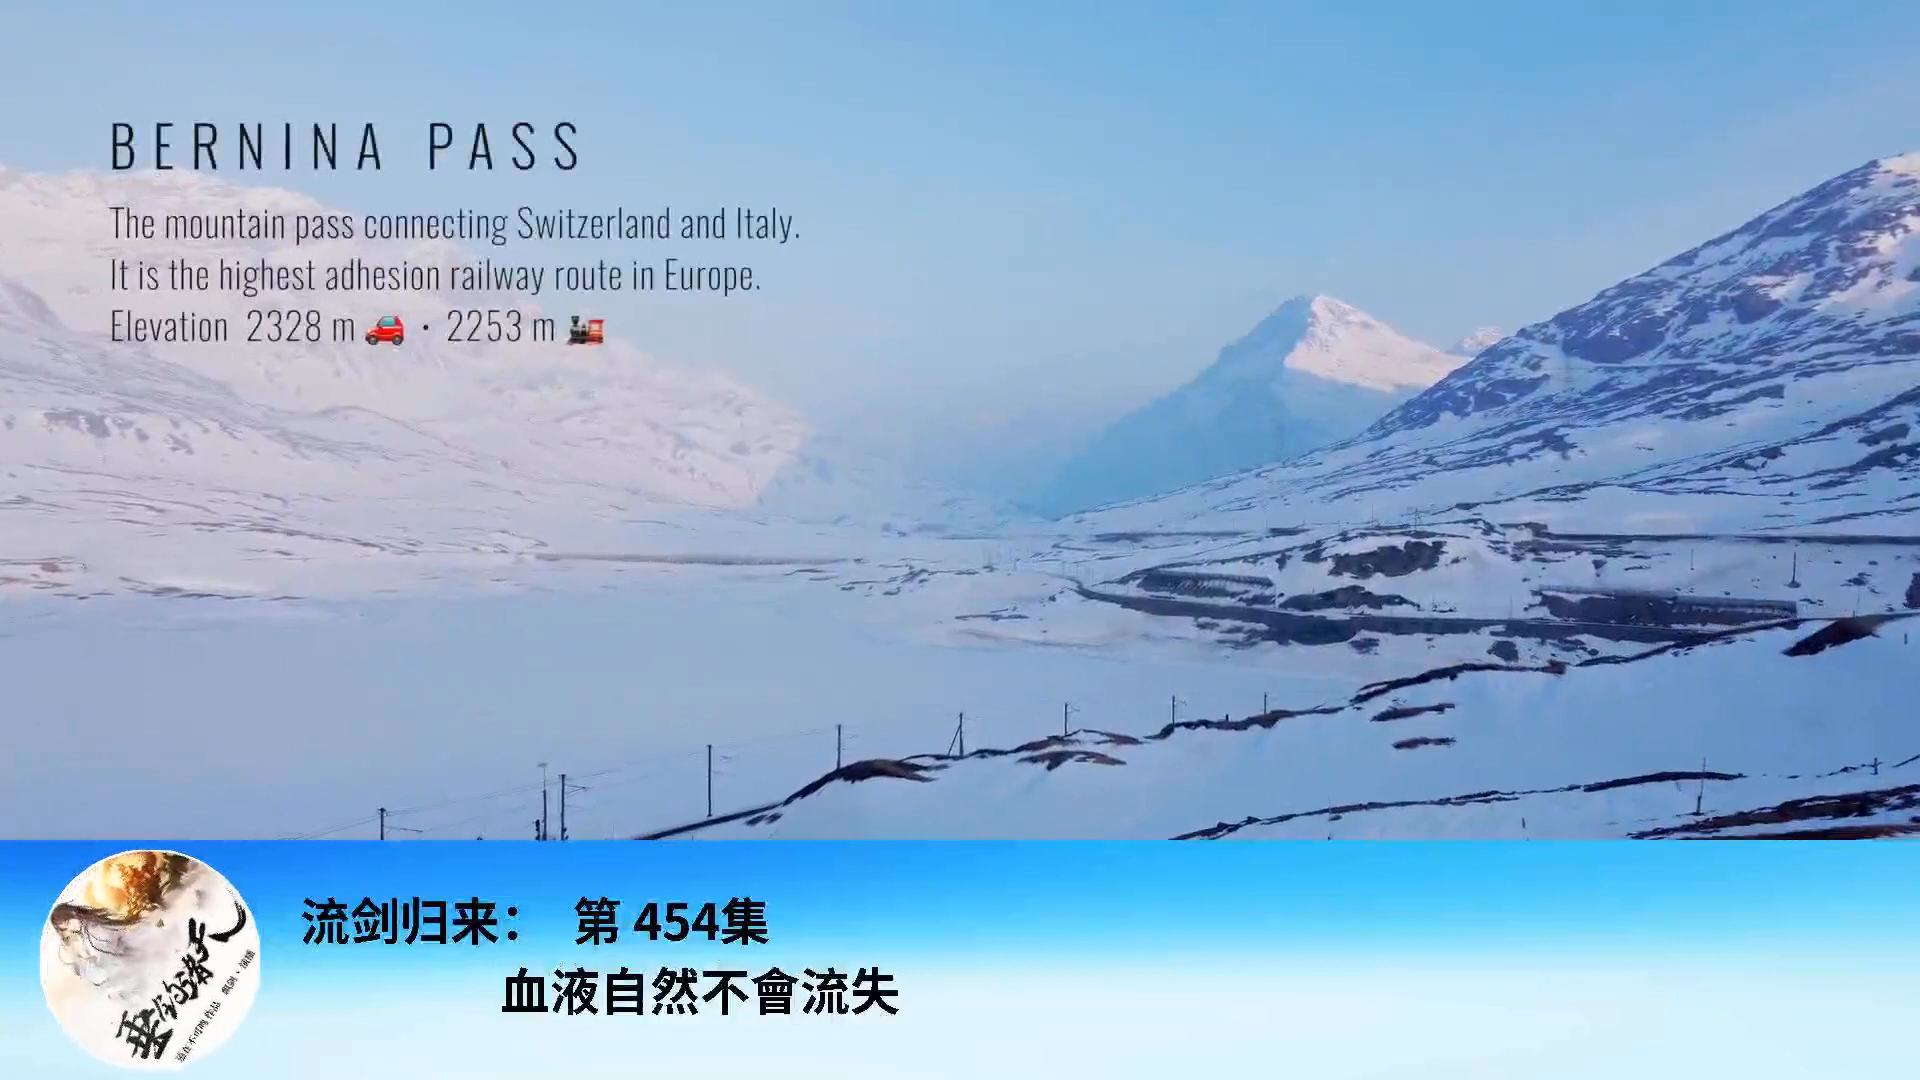 BERNINA PASS
The mountain pass connecting Switzerland and Italy.
It is the highest adhesion railway route in Europe.
Elevation 2328 m 🚗 · 2253 m 🚂
流剑归来： 第 454集
血液自然不會流失